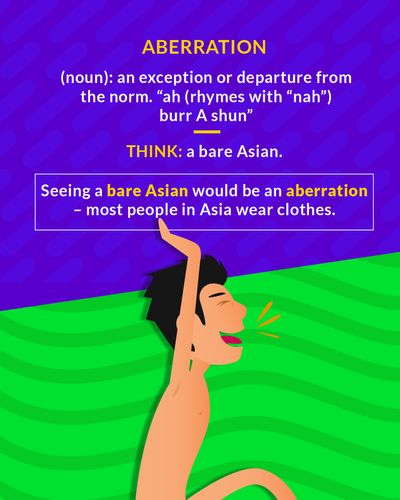 ABERRATION
(noun): an exception or departure from
the norm. “ah (rhymes with “nah”)
burr A shun”
THINK: a bare Asian.
Seeing a bare Asian would be an aberration
– most people in Asia wear clothes.